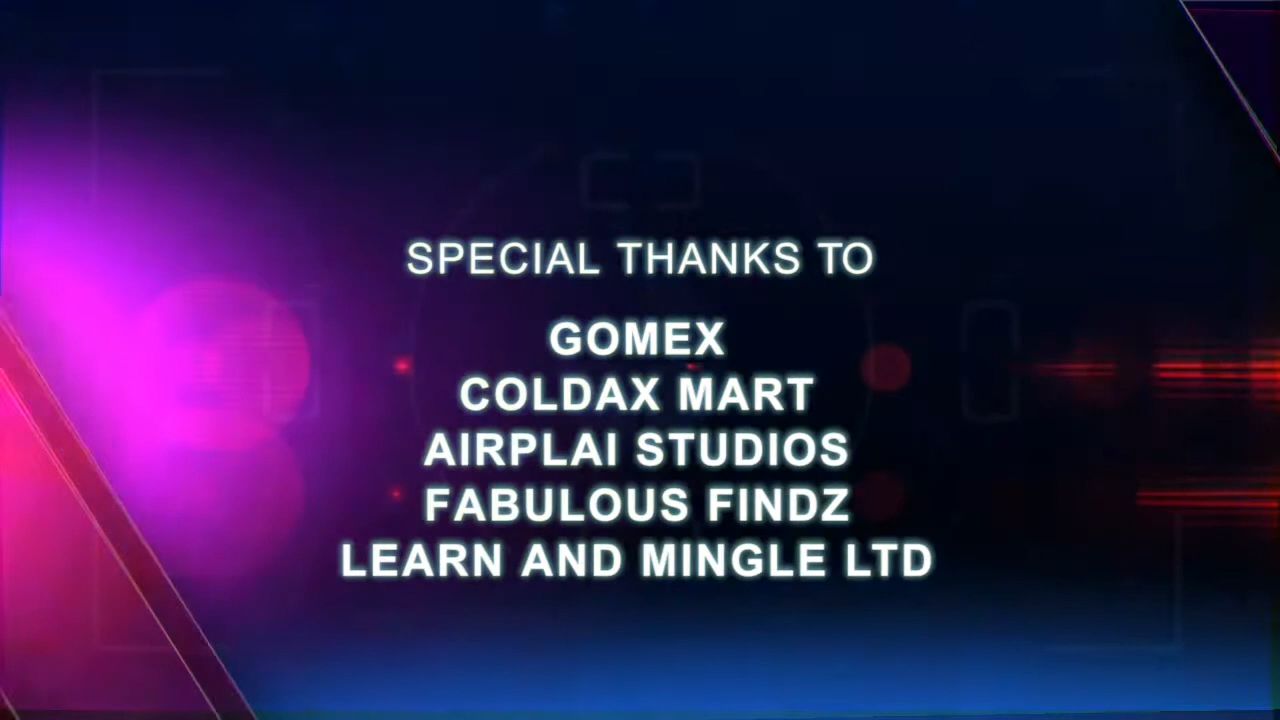 SPECIAL THANKS TO
GOMEX
COLDAX MART
AIRPLAI STUDIOS
FABULOUS FINDZ
LEARN AND MINGLE LTD